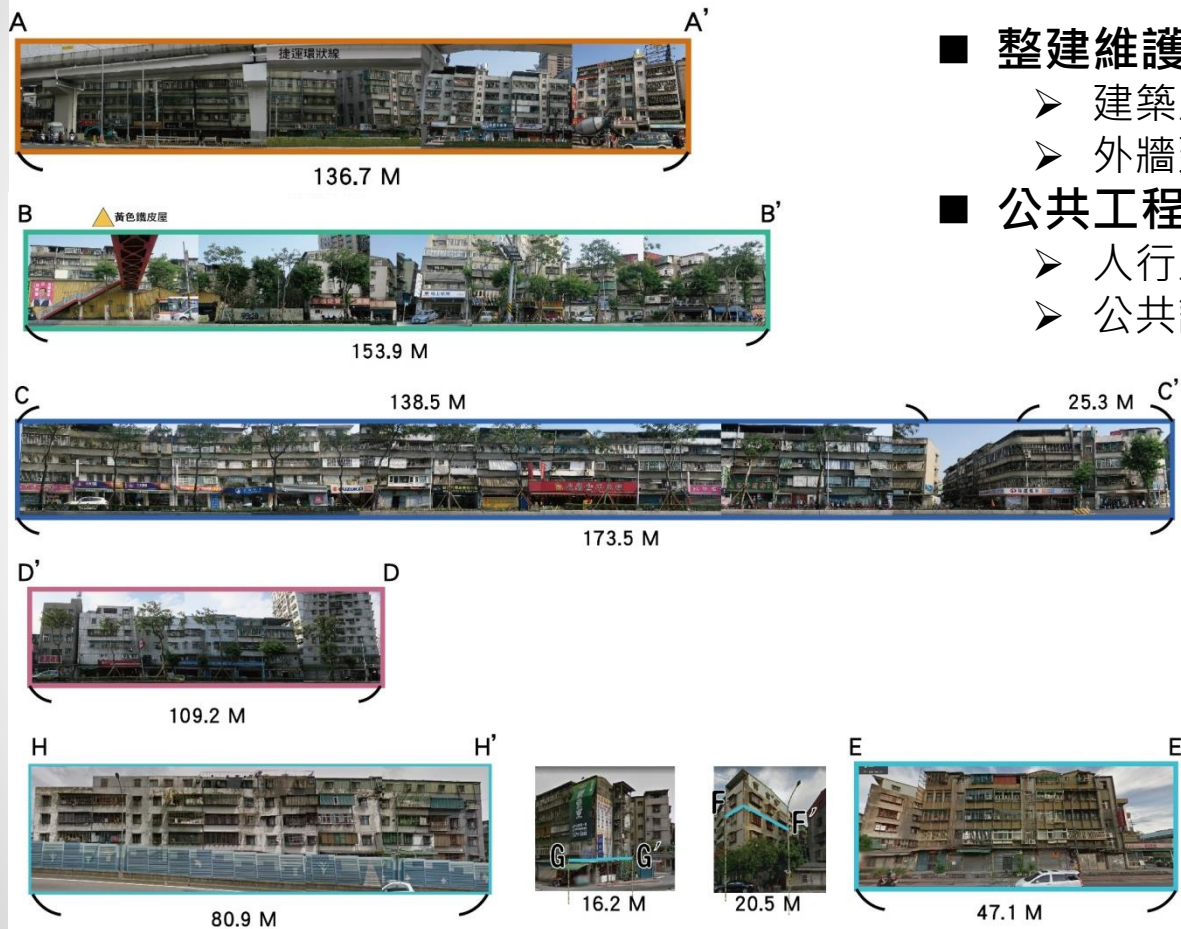 A
A'
捷運環狀線
136.7 M
B
黃色鐵皮屋
B'
153.9 M
C
138.5 M
25.3 M
C'
173.5 M
D'
D
109.2 M
H
H'
80.9 M
G
G'
16.2 M
F
F'
20.5 M
E
E
47.1 M
■ 整建維護
➢ 建築
➢ 外牆
■ 公共工程
➢ 人行
➢ 公共
SUZUKI